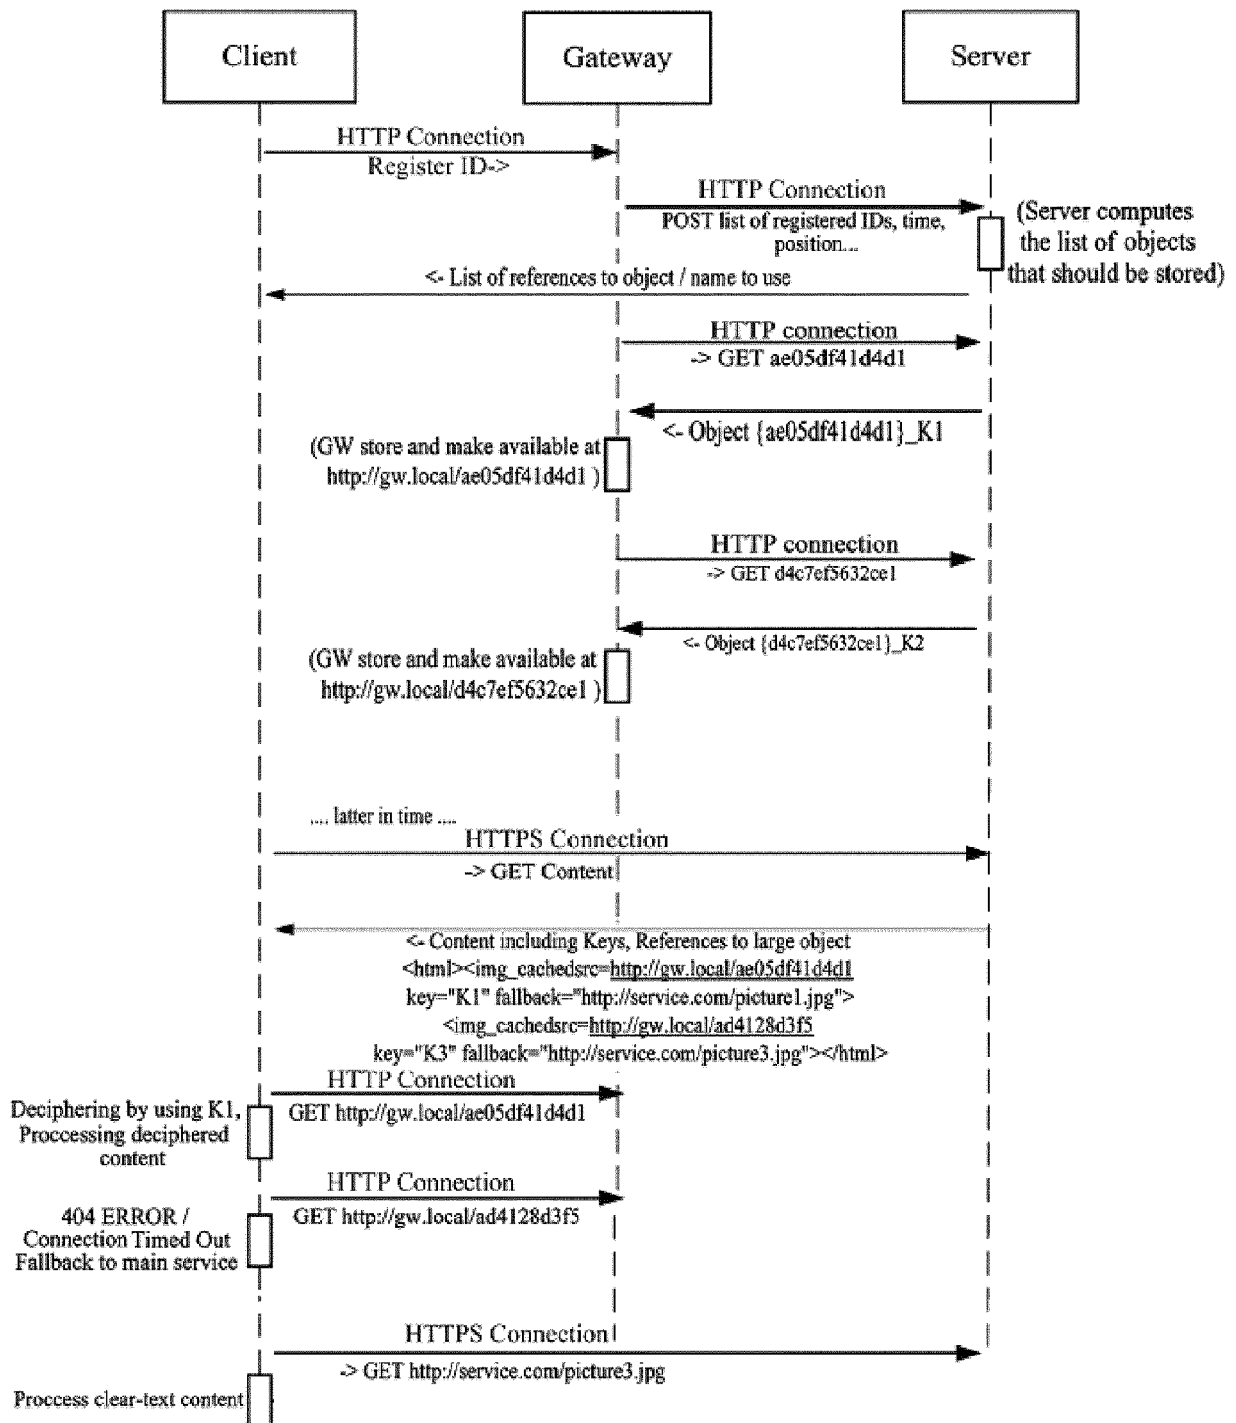 Client
Gateway
Server
HTTP Connection
Register ID->
HTTP Connection
POST list of registered IDs, time,
position...
(Server computes
the list of objects
that should be stored)
<- List of references to object / name to use
HTTP connection
-> GET ae05df41d4d1
<- Object {ae05df41d4d1}_K1
(GW store and make available at
http://gw.local/ae05df41d4d1 )
HTTP connection
-> GET d4c7ef5632ce1
<- Object {d4c7ef5632ce1}_K2
(GW store and make available at
http://gw.local/d4c7ef5632ce1 )
.... latter in time ....
HTTPS Connection
-> GET Content
<- Content including Keys, References to large object
<html><img_cachedsrc=http://gw.local/ae05df41d4d1
key="K1" fallback="http://service.com/picture1.jpg">
<img_cachedsrc=http://gw.local/ad4128d3f5
key="K3" fallback="http://service.com/picture3.jpg"></html>
HTTP Connection
GET http://gw.local/ae05df41d4d1
Deciphering by using K1,
Proccessing deciphered
content
HTTP Connection
GET http://gw.local/ad4128d3f5
404 ERROR /
Connection Timed Out
Fallback to main service
HTTPS Connection
-> GET http://service.com/picture3.jpg
Proccess clear-text content